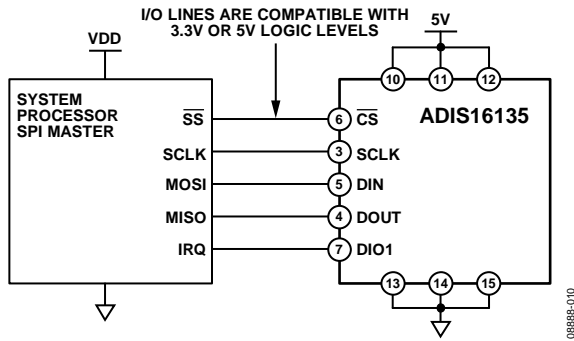 I/O LINES ARE COMPATIBLE WITH
3.3V OR 5V LOGIC LEVELS
VDD
5V
10 11 12
SYSTEM
PROCESSOR
SPI MASTER
ADIS16135
SS 6 CS
SCLK 3 SCLK
MOSI 5 DIN
MISO 4 DOUT
IRQ 7 DIO1
13 14 15
08888-010